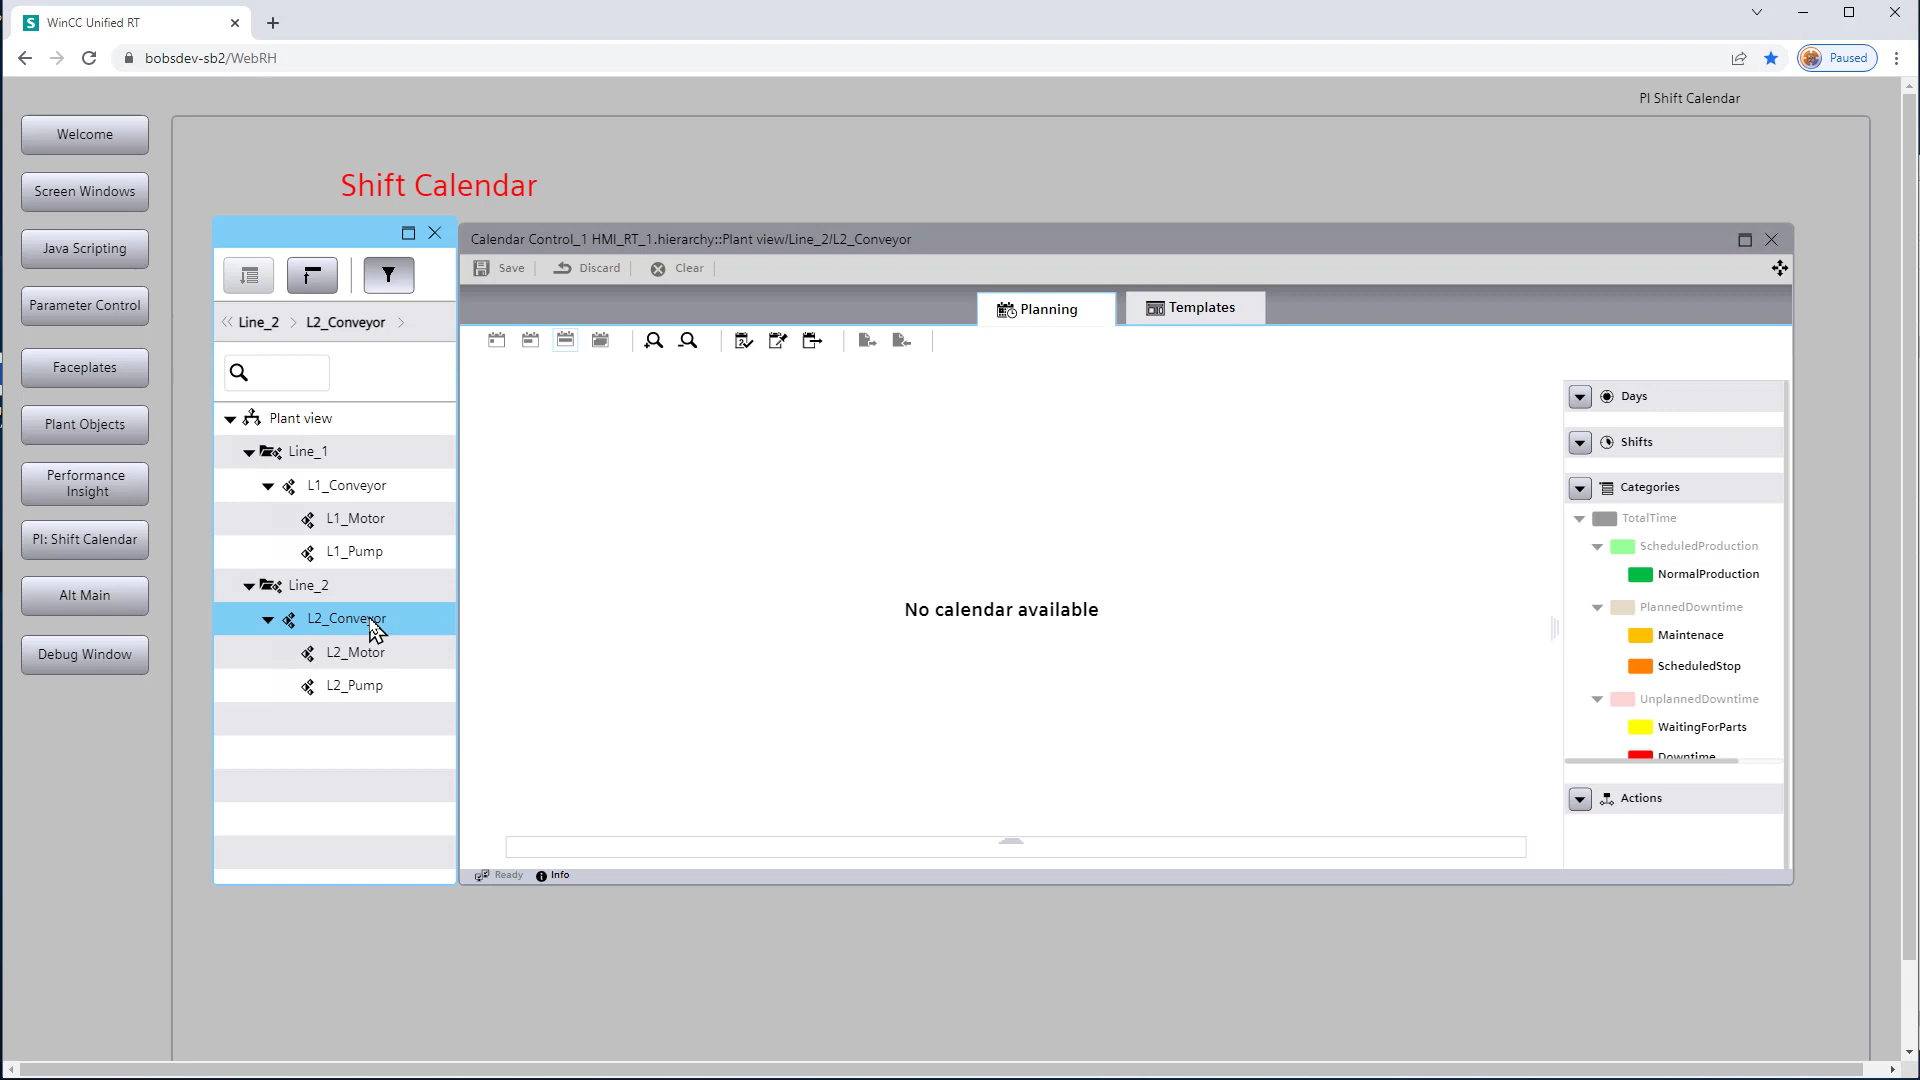 WinCC Unified RT
bobsdev-sb2/WebRH
Paused
PI Shift Calendar
Welcome
Screen Windows
Java Scripting
Parameter Control
Faceplates
Plant Objects
Performance
Insight
PI: Shift Calendar
Alt Main
Debug Window
Shift Calendar
Line_2
L2_Conveyor
Plant view
Line_1
L1_Conveyor
L1_Motor
L1_Pump
Line_2
L2_Conveyor
L2_Motor
L2_Pump
Calendar Control_1 HMI_RT_1.hierarchy::Plant view/Line_2/L2_Conveyor
Save
Discard
Clear
Planning
Templates
No calendar available
Days
Shifts
Categories
TotalTime
ScheduledProduction
NormalProduction
PlannedDowntime
Maintenace
ScheduledStop
UnplannedDowntime
WaitingForParts
Downtime
Actions
Ready
Info